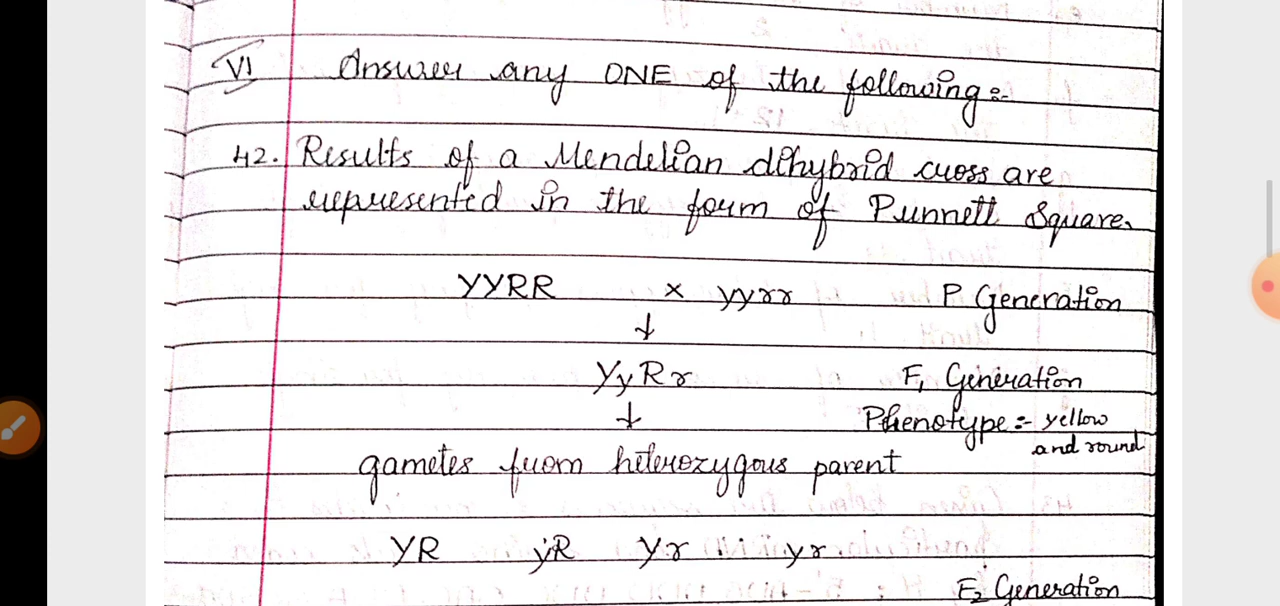 VI Answer any ONE of the following :-
42. Results of a Mendelian dihybrid cross are
represented in the form of Punnett Square.
YYRR × yyrr P Generation
↓
YyRr F₁ Generation
↓ Phenotype :- yellow
and round
gametes from heterozygous parent
YR yR Yr yr
F₂ Generation